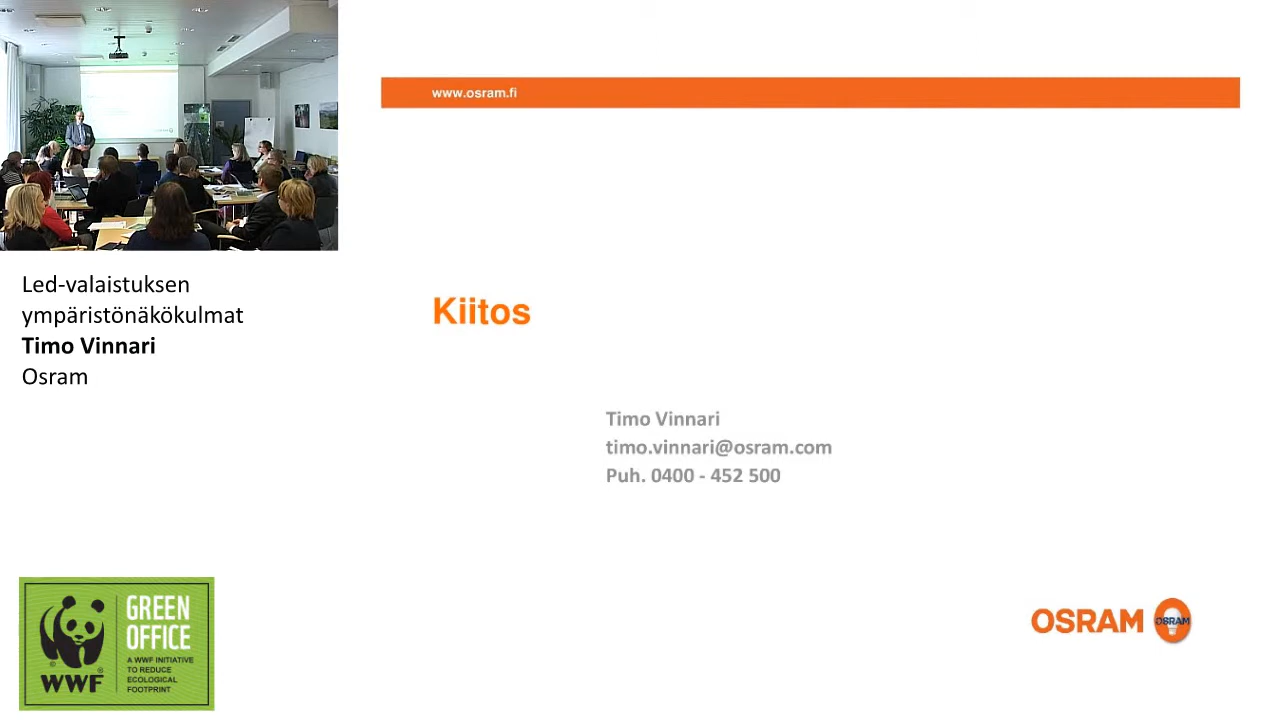 www.osram.fi
Led-valaistuksen
ympäristönäkökulmat
Timo Vinnari
Osram
Kiitos
Timo Vinnari
timo.vinnari@osram.com
Puh. 0400 - 452 500
GREEN
OFFICE
A WWF INITIATIVE
TO REDUCE
ECOLOGICAL
FOOTPRINT
WWF
OSRAM
OSRAM